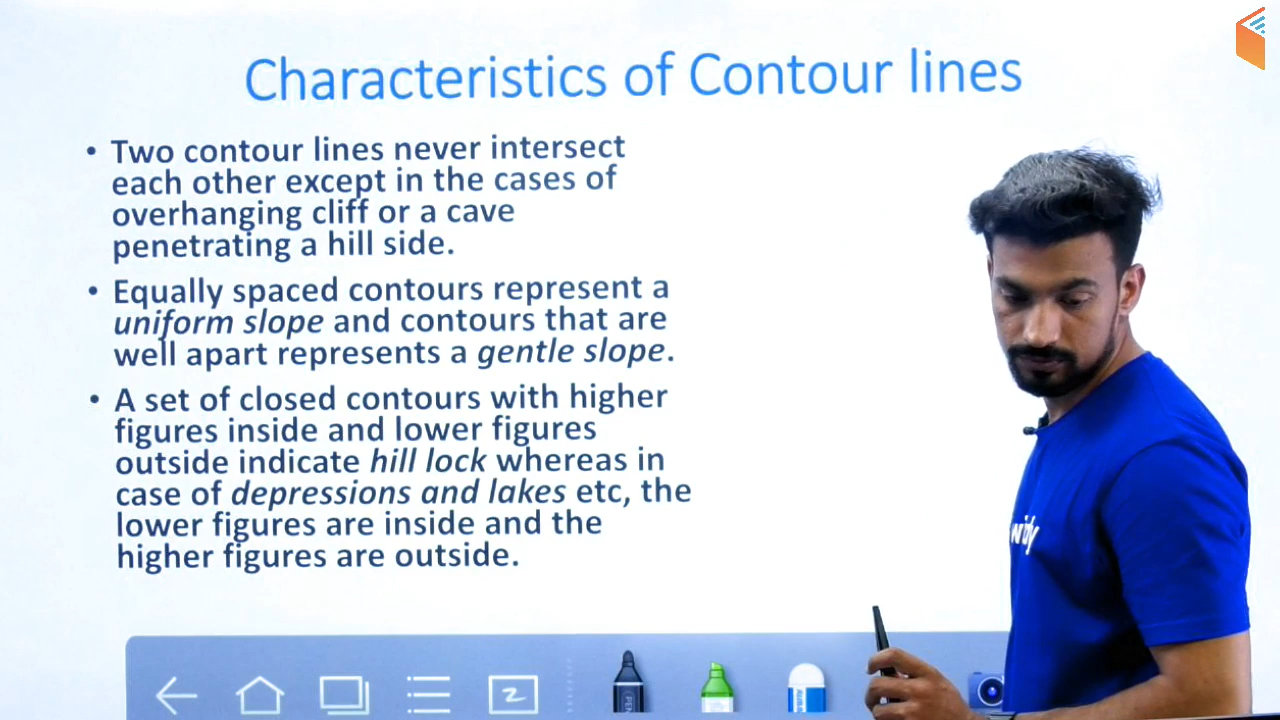 Characteristics of Contour lines
• Two contour lines never intersect
each other except in the cases of
overhanging cliff or a cave
penetrating a hill side.
• Equally spaced contours represent a
uniform slope and contours that are
well apart represents a gentle slope.
• A set of closed contours with higher
figures inside and lower figures
outside indicate hill lock whereas in
case of depressions and lakes etc, the
lower figures are inside and the
higher figures are outside.